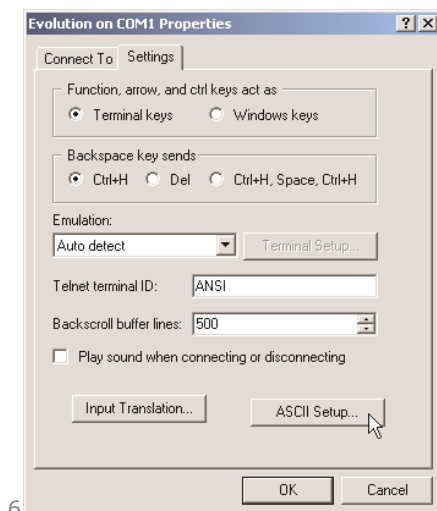 Evolution on COM1 Properties
Connect To Settings
Function, arrow, and ctrl keys act as
Terminal keys Windows keys
Backspace key sends
Ctrl+H Del Ctrl+H, Space, Ctrl+H
Emulation:
Auto detect Terminal Setup...
Telnet terminal ID: ANSI
Backscroll buffer lines: 500
Play sound when connecting or disconnecting
Input Translation... ASCII Setup...
OK Cancel
6